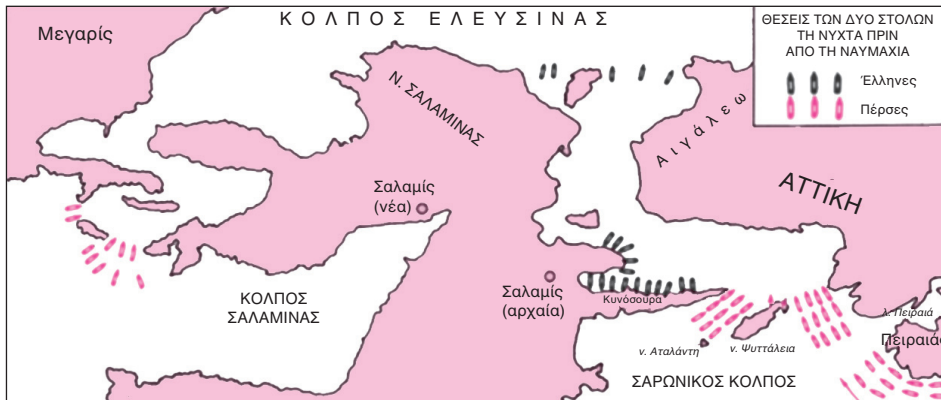 ΚΟΛΠΟΣ ΕΛΕΥΣΙΝΑΣ
Μεγαρίς
ΘΕΣΕΙΣ ΤΩΝ ΔΥΟ ΣΤΟΛΩΝ
ΤΗ ΝΥΧΤΑ ΠΡΙΝ
ΑΠΟ ΤΗ ΝΑΥΜΑΧΙΑ
Έλληνες
Πέρσες
Ν. ΣΑΛΑΜΙΝΑΣ
Αιγάλεω
ΑΤΤΙΚΗ
Σαλαμίς
(νέα)
Σαλαμίς
(αρχαία)
Κυνόσουρα
ΚΟΛΠΟΣ
ΣΑΛΑΜΙΝΑΣ
λ. Πειραιά
Πειραιάς
ν. Αταλάντη
ν. Ψυττάλεια
ΣΑΡΩΝΙΚΟΣ ΚΟΛΠΟΣ